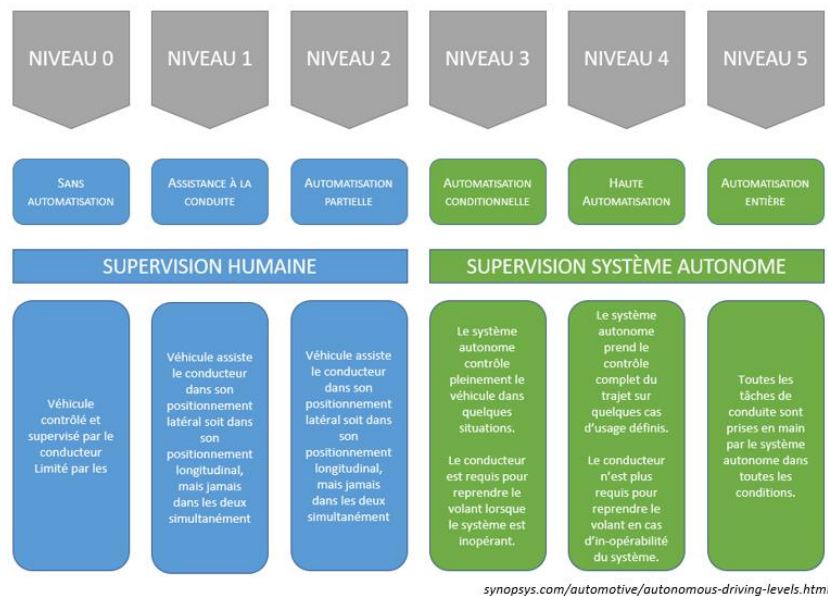 NIVEAU 0
NIVEAU 1
NIVEAU 2
NIVEAU 3
NIVEAU 4
NIVEAU 5
SANS
AUTOMATISATION
ASSISTANCE À LA
CONDUITE
AUTOMATISATION
PARTIELLE
AUTOMATISATION
CONDITIONNELLE
HAUTE
AUTOMATISATION
AUTOMATISATION
ENTIÈRE
SUPERVISION HUMAINE
SUPERVISION SYSTÈME AUTONOME
Véhicule
contrôlé et
supervisé par le
conducteur
Limité par les
Véhicule assiste
le conducteur
dans son
positionnement
latéral soit dans
son
positionnement
longitudinal,
mais jamais
dans les deux
simultanément
Véhicule assiste
le conducteur
dans son
positionnement
latéral soit dans
son
positionnement
longitudinal,
mais jamais
dans les deux
simultanément
Le système
autonome
contrôle
pleinement le
véhicule dans
quelques
situations.
Le conducteur
est requis pour
reprendre le
volant lorsque
le système est
inopérant.
Le système
autonome
prend le
contrôle
complet du
trajet sur
quelques cas
d'usage définis.
Le conducteur
n'est plus
requis pour
reprendre le
volant en cas
d'in-opérabilité
du système.
Toutes les
tâches de
conduite sont
prises en main
par le système
autonome dans
toutes les
conditions.
synopsys.com/automotive/autonomous-driving-levels.html